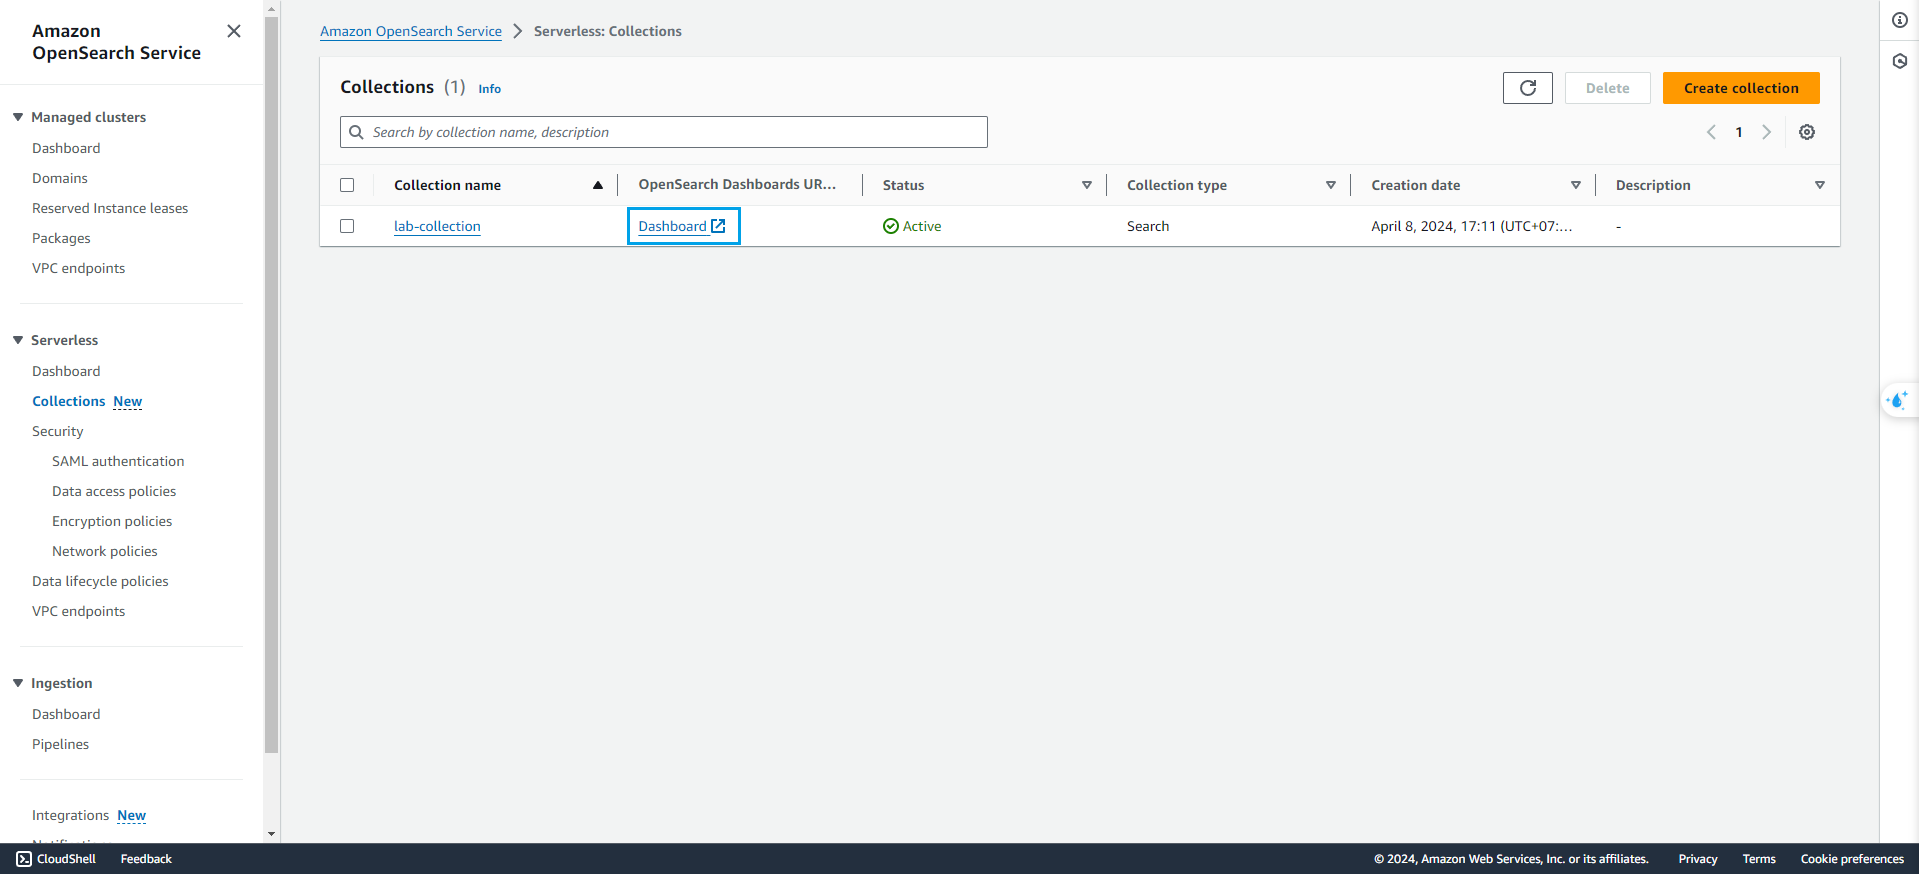 Amazon
OpenSearch Service
Managed clusters
Dashboard
Domains
Reserved Instance leases
Packages
VPC endpoints
Serverless
Dashboard
Collections New
Security
SAML authentication
Data access policies
Encryption policies
Network policies
Data lifecycle policies
VPC endpoints
Ingestion
Dashboard
Pipelines
Integrations New
Amazon OpenSearch Service > Serverless: Collections
Collections (1) Info
Delete
Create collection
Search by collection name, description
1
Collection name OpenSearch Dashboards UR... Status Collection type Creation date Description
lab-collection Dashboard Active Search April 8, 2024, 17:11 (UTC+07:... -
CloudShell Feedback © 2024, Amazon Web Services, Inc. or its affiliates. Privacy Terms Cookie preferences